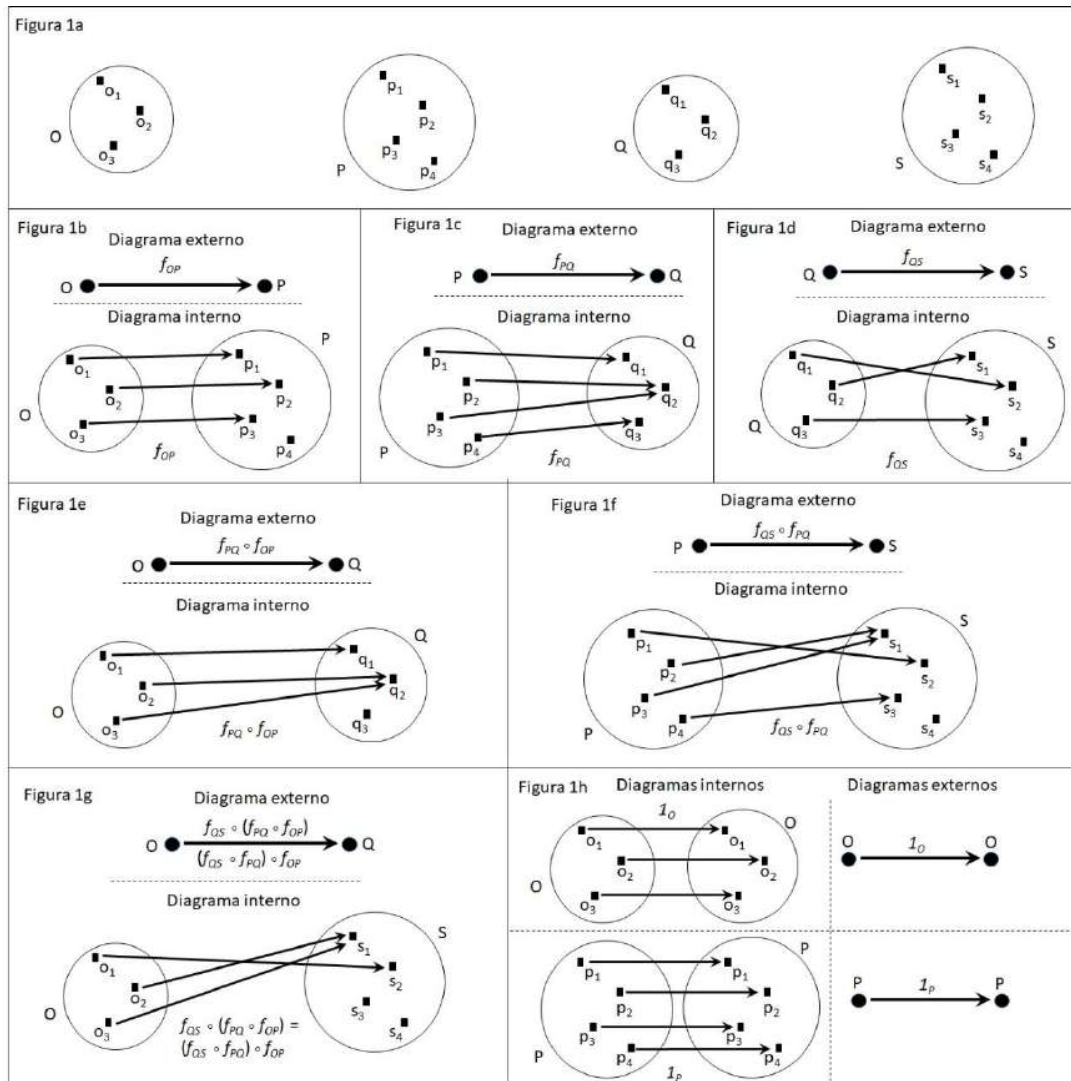 Figura 1a
O
o1
o2
o3
P
p1
p2
p3
p4
Q
q1
q2
q3
S
s1
s2
s3
s4
Figura 1b
Diagrama externo
O fOP P
Diagrama interno
O
o1
o2
o3
P
p1
p2
p3
p4
fOP
Figura 1c
Diagrama externo
P fPQ Q
Diagrama interno
P
p1
p2
p3
p4
Q
q1
q2
q3
fPQ
Figura 1d
Diagrama externo
Q fQS S
Diagrama interno
Q
q1
q2
q3
S
s1
s2
s3
s4
fQS
Figura 1e
Diagrama externo
fPQ ∘ fOP
O Q
Diagrama interno
O
o1
o2
o3
Q
q1
q2
q3
fPQ ∘ fOP
Figura 1f
Diagrama externo
fQS ∘ fPQ
P S
Diagrama interno
P
p1
p2
p3
p4
S
s1
s2
s3
s4
fQS ∘ fPQ
Figura 1g
Diagrama externo
fQS ∘ (fPQ ∘ fOP)
O Q
(fQS ∘ fPQ) ∘ fOP
Diagrama interno
O
o1
o2
o3
S
s1
s2
s3
s4
fQS ∘ (fPQ ∘ fOP) =
(fQS ∘ fPQ) ∘ fOP
Figura 1h
Diagramas internos
1O
O
o1
o2
o3
O
o1
o2
o3
P
p1
p2
p3
p4
P
p1
p2
p3
p4
1P
Diagramas externos
O 1O O
P 1P P